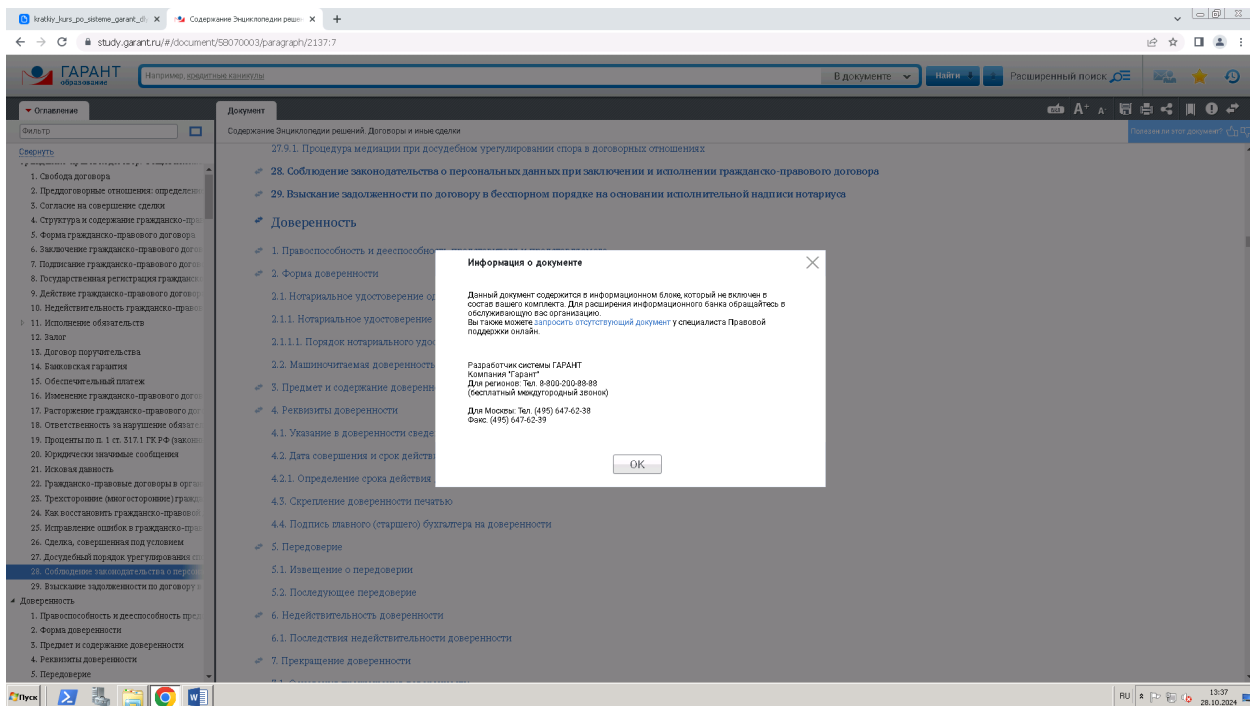 kratkiy_kurs_po_sisteme_garant_d
Содержание Энциклопедии решен
study.garant.ru/#/document/58070003/paragraph/2137:7
ГАРАНТ
образование
Например, кредитные каникулы
В документе
Найти
Расширенный поиск
Оглавление
Документ
A+ A-
Фильтр
Содержание Энциклопедии решений. Договоры и иные сделки
Полезен ли этот документ?
Свернуть
1. Свобода договора
2. Преддоговорные отношения: определени
3. Согласие на совершение сделки
4. Структура и содержание гражданско-пра
5. Форма гражданско-правового договора
6. Заключение гражданско-правового догов
7. Подписание гражданско-правового догов
8. Государственная регистрация гражданск
9. Действие гражданско-правового договор
10. Недействительность гражданско-право
11. Исполнение обязательств
12. Залог
13. Договор поручительства
14. Банковская гарантия
15. Обеспечительный платеж
16. Изменение гражданско-правового дого
17. Расторжение гражданско-правового дог
18. Ответственность за нарушение обязате
19. Проценты по п. 1 ст. 317.1 ГК РФ (законн
20. Юридически значимые сообщения
21. Исковая давность
22. Гражданско-правовые договоры в орган
23. Трехсторонние (многосторонние) гражд
24. Как восстановить гражданско-правовой
25. Исправление ошибок в гражданско-прав
26. Сделка, совершенная под условием
27. Досудебный порядок урегулирования сп
28. Соблюдение законодательства о персон
29. Взыскание задолженности по договору в
Доверенность
1. Правоспособность и дееспособность пред
2. Форма доверенности
3. Предмет и содержание доверенности
4. Реквизиты доверенности
5. Передоверие
27.9.1. Процедура медиации при досудебном урегулировании спора в договорных отношениях
28. Соблюдение законодательства о персональных данных при заключении и исполнении гражданско-правового договора
29. Взыскание задолженности по договору в бесспорном порядке на основании исполнительной надписи нотариуса
Доверенность
1. Правоспособность и дееспособность представителя и представляемого
2. Форма доверенности
2.1. Нотариальное удостоверение
2.1.1. Нотариальное удостоверение
2.1.1.1. Порядок нотариального удо
2.2. Машиночитаемая доверенность
3. Предмет и содержание доверенн
4. Реквизиты доверенности
4.1. Указание в доверенности сведе
4.2. Дата совершения и срок действ
4.2.1. Определение срока действия
4.3. Скрепление доверенности печатью
4.4. Подпись главного (старшего) бухгалтера на доверенности
5. Передоверие
5.1. Извещение о передоверии
5.2. Последующее передоверие
6. Недействительность доверенности
6.1. Последствия недействительности доверенности
7. Прекращение доверенности
Информация о документе
Данный документ содержится в информационном блоке, который не включен в
состав вашего комплекта. Для расширения информационного банка обращайтесь в
обслуживающую вас организацию.
Вы также можете запросить отсутствующий документ у специалиста Правовой
поддержки онлайн.
Разработчик системы ГАРАНТ
Компания "Гарант"
Для регионов: Тел. 8-800-200-88-88
(бесплатный междугородный звонок)
Для Москвы: Тел. (495) 647-62-38
Факс. (495) 647-62-39
OK
Пуск
RU
13:37
28.10.2024